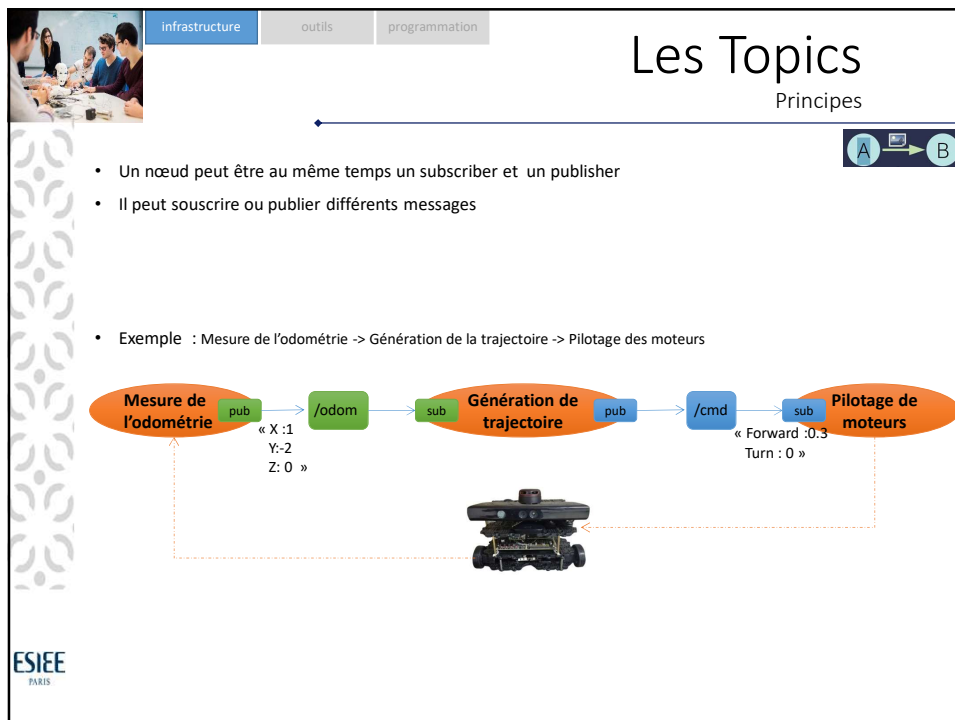 infrastructure
outils
programmation
Les Topics
Principes
A
B
• Un nœud peut être au même temps un subscriber et un publisher
• Il peut souscrire ou publier différents messages
• Exemple : Mesure de l'odométrie -> Génération de la trajectoire -> Pilotage des moteurs
Mesure de
l'odométrie
pub
/odom
sub
Génération de
trajectoire
pub
/cmd
sub
Pilotage de
moteurs
« X :1
Y:-2
Z: 0 »
« Forward :0.3
Turn : 0 »
ESIEE
PARIS